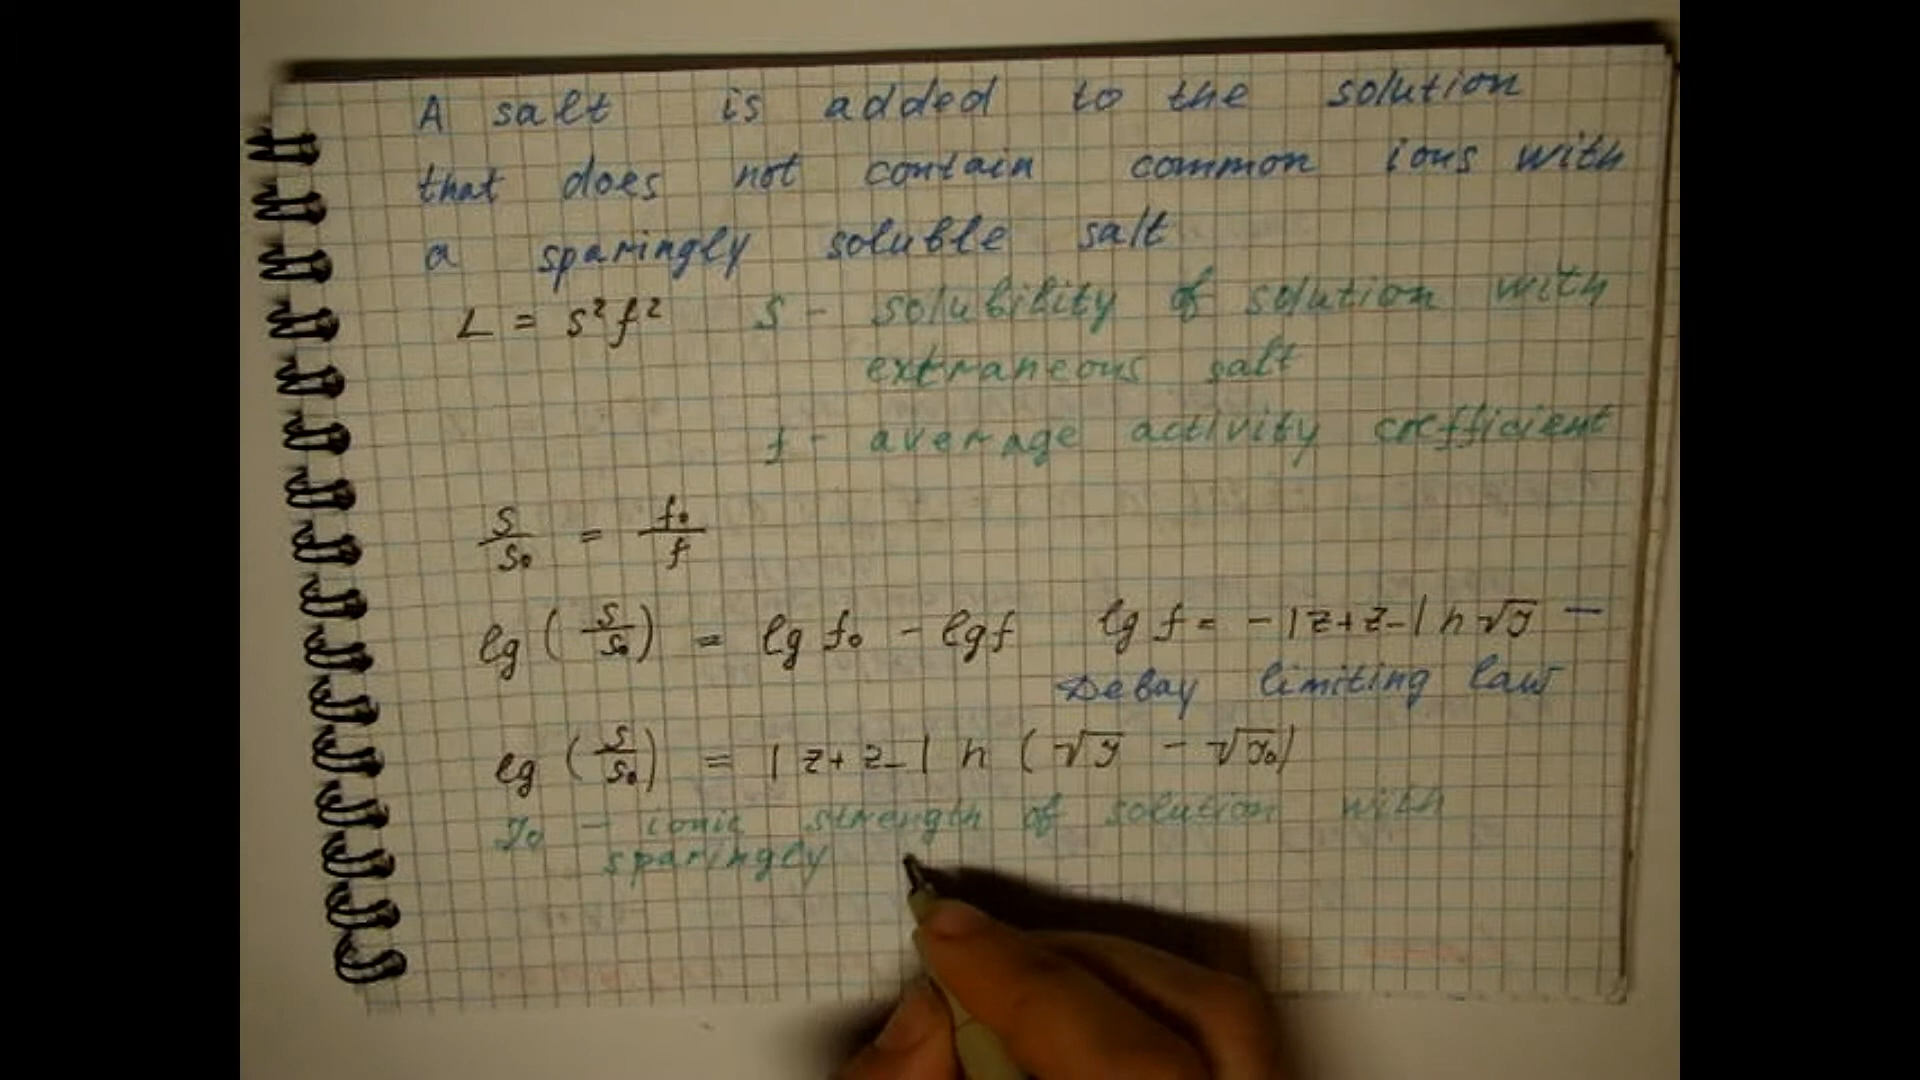 A salt is added to the solution
that does not contain common ions with
a sparingly soluble salt
L = s²f² S - solubility of solution with
extraneous salt
f - average activity coefficient
s/s₀ = f₀/f
lg (s/s₀) = lg f₀ - lg f lg f = - |z+z-| h √y -
Debay limiting law
lg (s/s₀) = |z+z-| h (√y - √y₀)
y₀ - ionic strength of solution with
sparingly